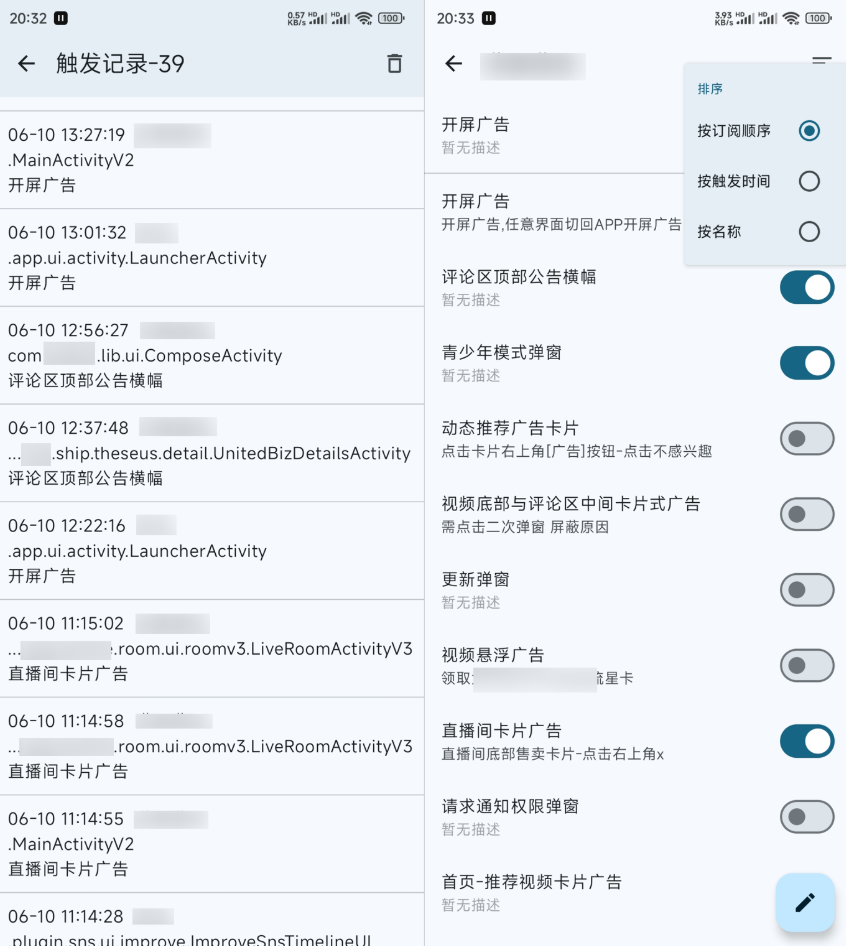 20:32
0.57 KB/s HD HD 100
触发记录-39
06-10 13:27:19
.MainActivityV2
开屏广告
06-10 13:01:32
.app.ui.activity.LauncherActivity
开屏广告
06-10 12:56:27
com .lib.ui.ComposeActivity
评论区顶部公告横幅
06-10 12:37:48
... .ship.theseus.detail.UnitedBizDetailsActivity
评论区顶部公告横幅
06-10 12:22:16
.app.ui.activity.LauncherActivity
开屏广告
06-10 11:15:02
... .room.ui.roomv3.LiveRoomActivityV3
直播间卡片广告
06-10 11:14:58
... .room.ui.roomv3.LiveRoomActivityV3
直播间卡片广告
06-10 11:14:55
.MainActivityV2
直播间卡片广告
06-10 11:14:28
.plugin.sns.ui.improve.ImproveSnsTimelineUI
20:33
3.93 KB/s HD HD 100
排序
按订阅顺序
按触发时间
按名称
开屏广告
暂无描述
开屏广告
开屏广告,任意界面切回APP开屏广告
评论区顶部公告横幅
暂无描述
青少年模式弹窗
暂无描述
动态推荐广告卡片
点击卡片右上角[广告]按钮-点击不感兴趣
视频底部与评论区中间卡片式广告
需点击二次弹窗 屏蔽原因
更新弹窗
暂无描述
视频悬浮广告
领取 流星卡
直播间卡片广告
直播间底部售卖卡片-点击右上角x
请求通知权限弹窗
暂无描述
首页-推荐视频卡片广告
暂无描述